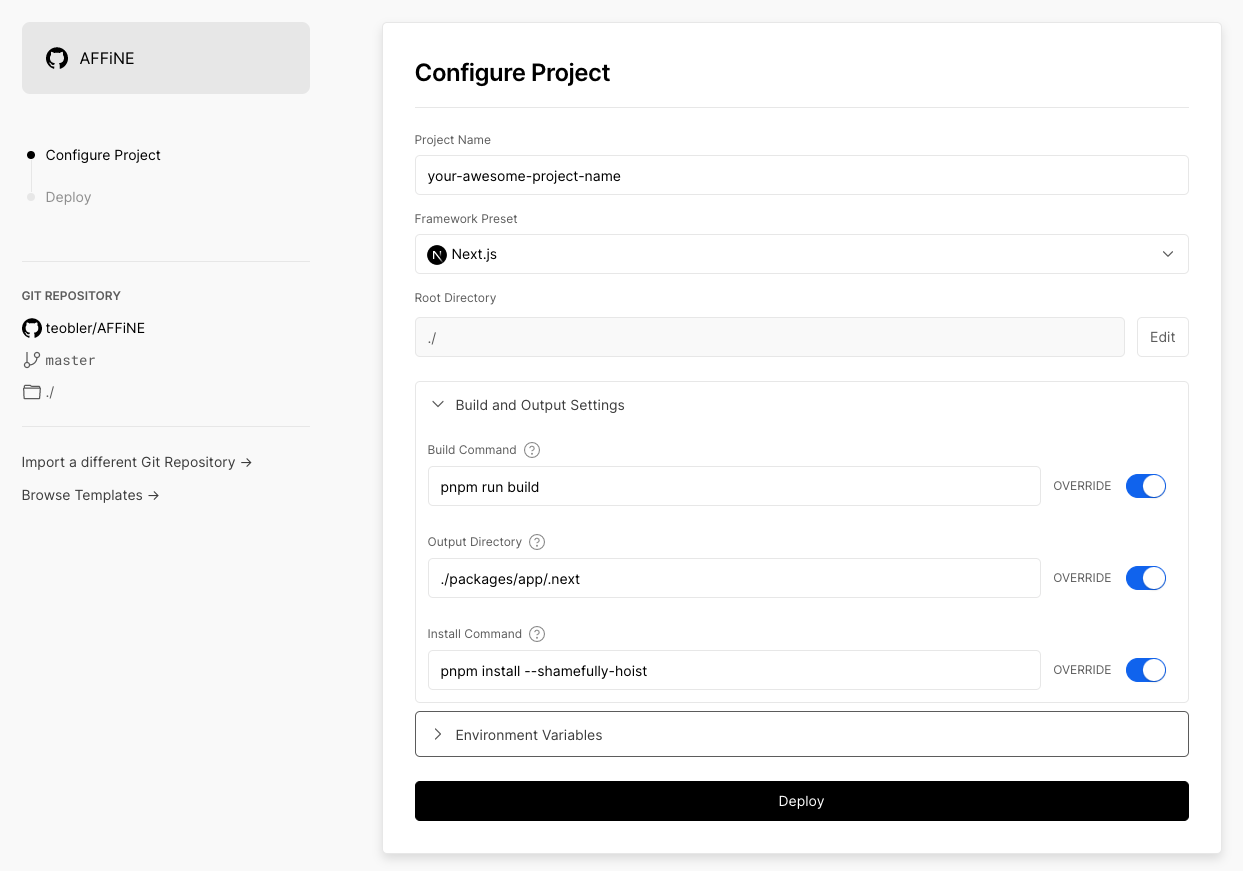 AFFiNE
Configure Project
Deploy
GIT REPOSITORY
teobler/AFFiNE
master
./
Import a different Git Repository →
Browse Templates →
Configure Project
Project Name
your-awesome-project-name
Framework Preset
N Next.js
Root Directory
./ Edit
Build and Output Settings
Build Command ?
pnpm run build OVERRIDE
Output Directory ?
./packages/app/.next OVERRIDE
Install Command ?
pnpm install --shamefully-hoist OVERRIDE
Environment Variables
Deploy